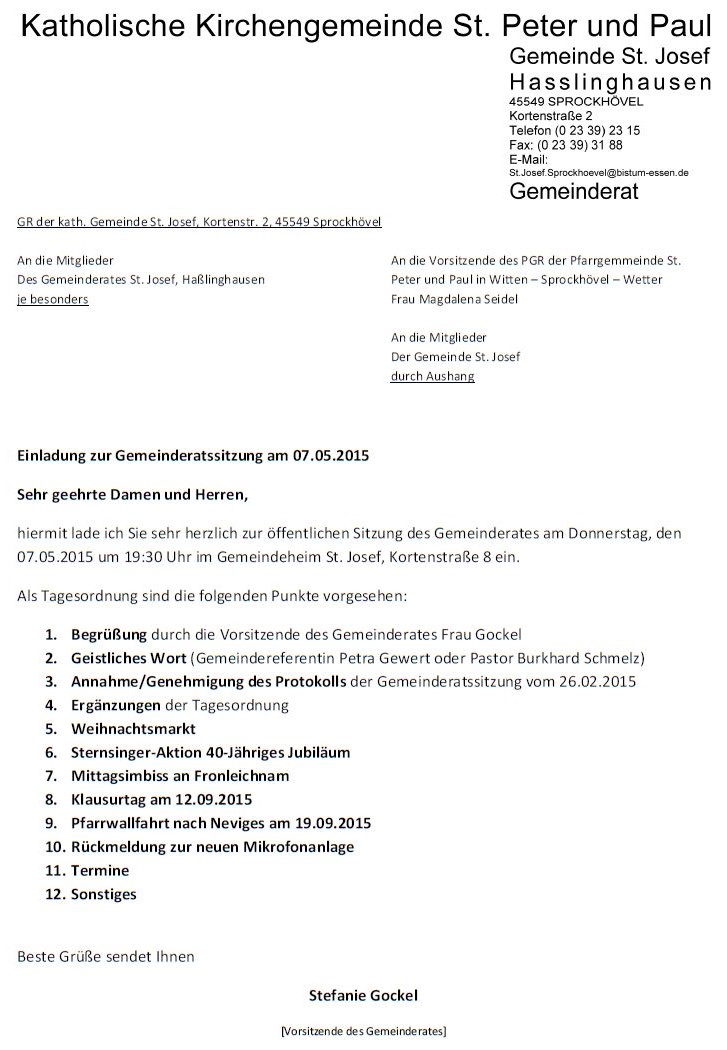 Katholische Kirchengemeinde St. Peter und Paul
Gemeinde St. Josef
Hasslinghausen
45549 SPROCKHÖVEL
Kortenstraße 2
Telefon (0 23 39) 23 15
Fax: (0 23 39) 31 88
E-Mail:
St.Josef.Sprockhoevel@bistum-essen.de
Gemeinderat
GR der kath. Gemeinde St. Josef, Kortenstr. 2, 45549 Sprockhövel
An die Mitglieder
Des Gemeinderates St. Josef, Haßlinghausen
je besonders
An die Vorsitzende des PGR der Pfarrgemmeinde St.
Peter und Paul in Witten – Sprockhövel – Wetter
Frau Magdalena Seidel
An die Mitglieder
Der Gemeinde St. Josef
durch Aushang
Einladung zur Gemeinderatssitzung am 07.05.2015
Sehr geehrte Damen und Herren,
hiermit lade ich Sie sehr herzlich zur öffentlichen Sitzung des Gemeinderates am Donnerstag, den
07.05.2015 um 19:30 Uhr im Gemeindeheim St. Josef, Kortenstraße 8 ein.
Als Tagesordnung sind die folgenden Punkte vorgesehen:
1. Begrüßung durch die Vorsitzende des Gemeinderates Frau Gockel
2. Geistliches Wort (Gemeindereferentin Petra Gewert oder Pastor Burkhard Schmelz)
3. Annahme/Genehmigung des Protokolls der Gemeinderatssitzung vom 26.02.2015
4. Ergänzungen der Tagesordnung
5. Weihnachtsmarkt
6. Sternsinger-Aktion 40-Jähriges Jubiläum
7. Mittagsimbiss an Fronleichnam
8. Klausurtag am 12.09.2015
9. Pfarrwallfahrt nach Neviges am 19.09.2015
10. Rückmeldung zur neuen Mikrofonanlage
11. Termine
12. Sonstiges
Beste Grüße sendet Ihnen
Stefanie Gockel
[Vorsitzende des Gemeinderates]